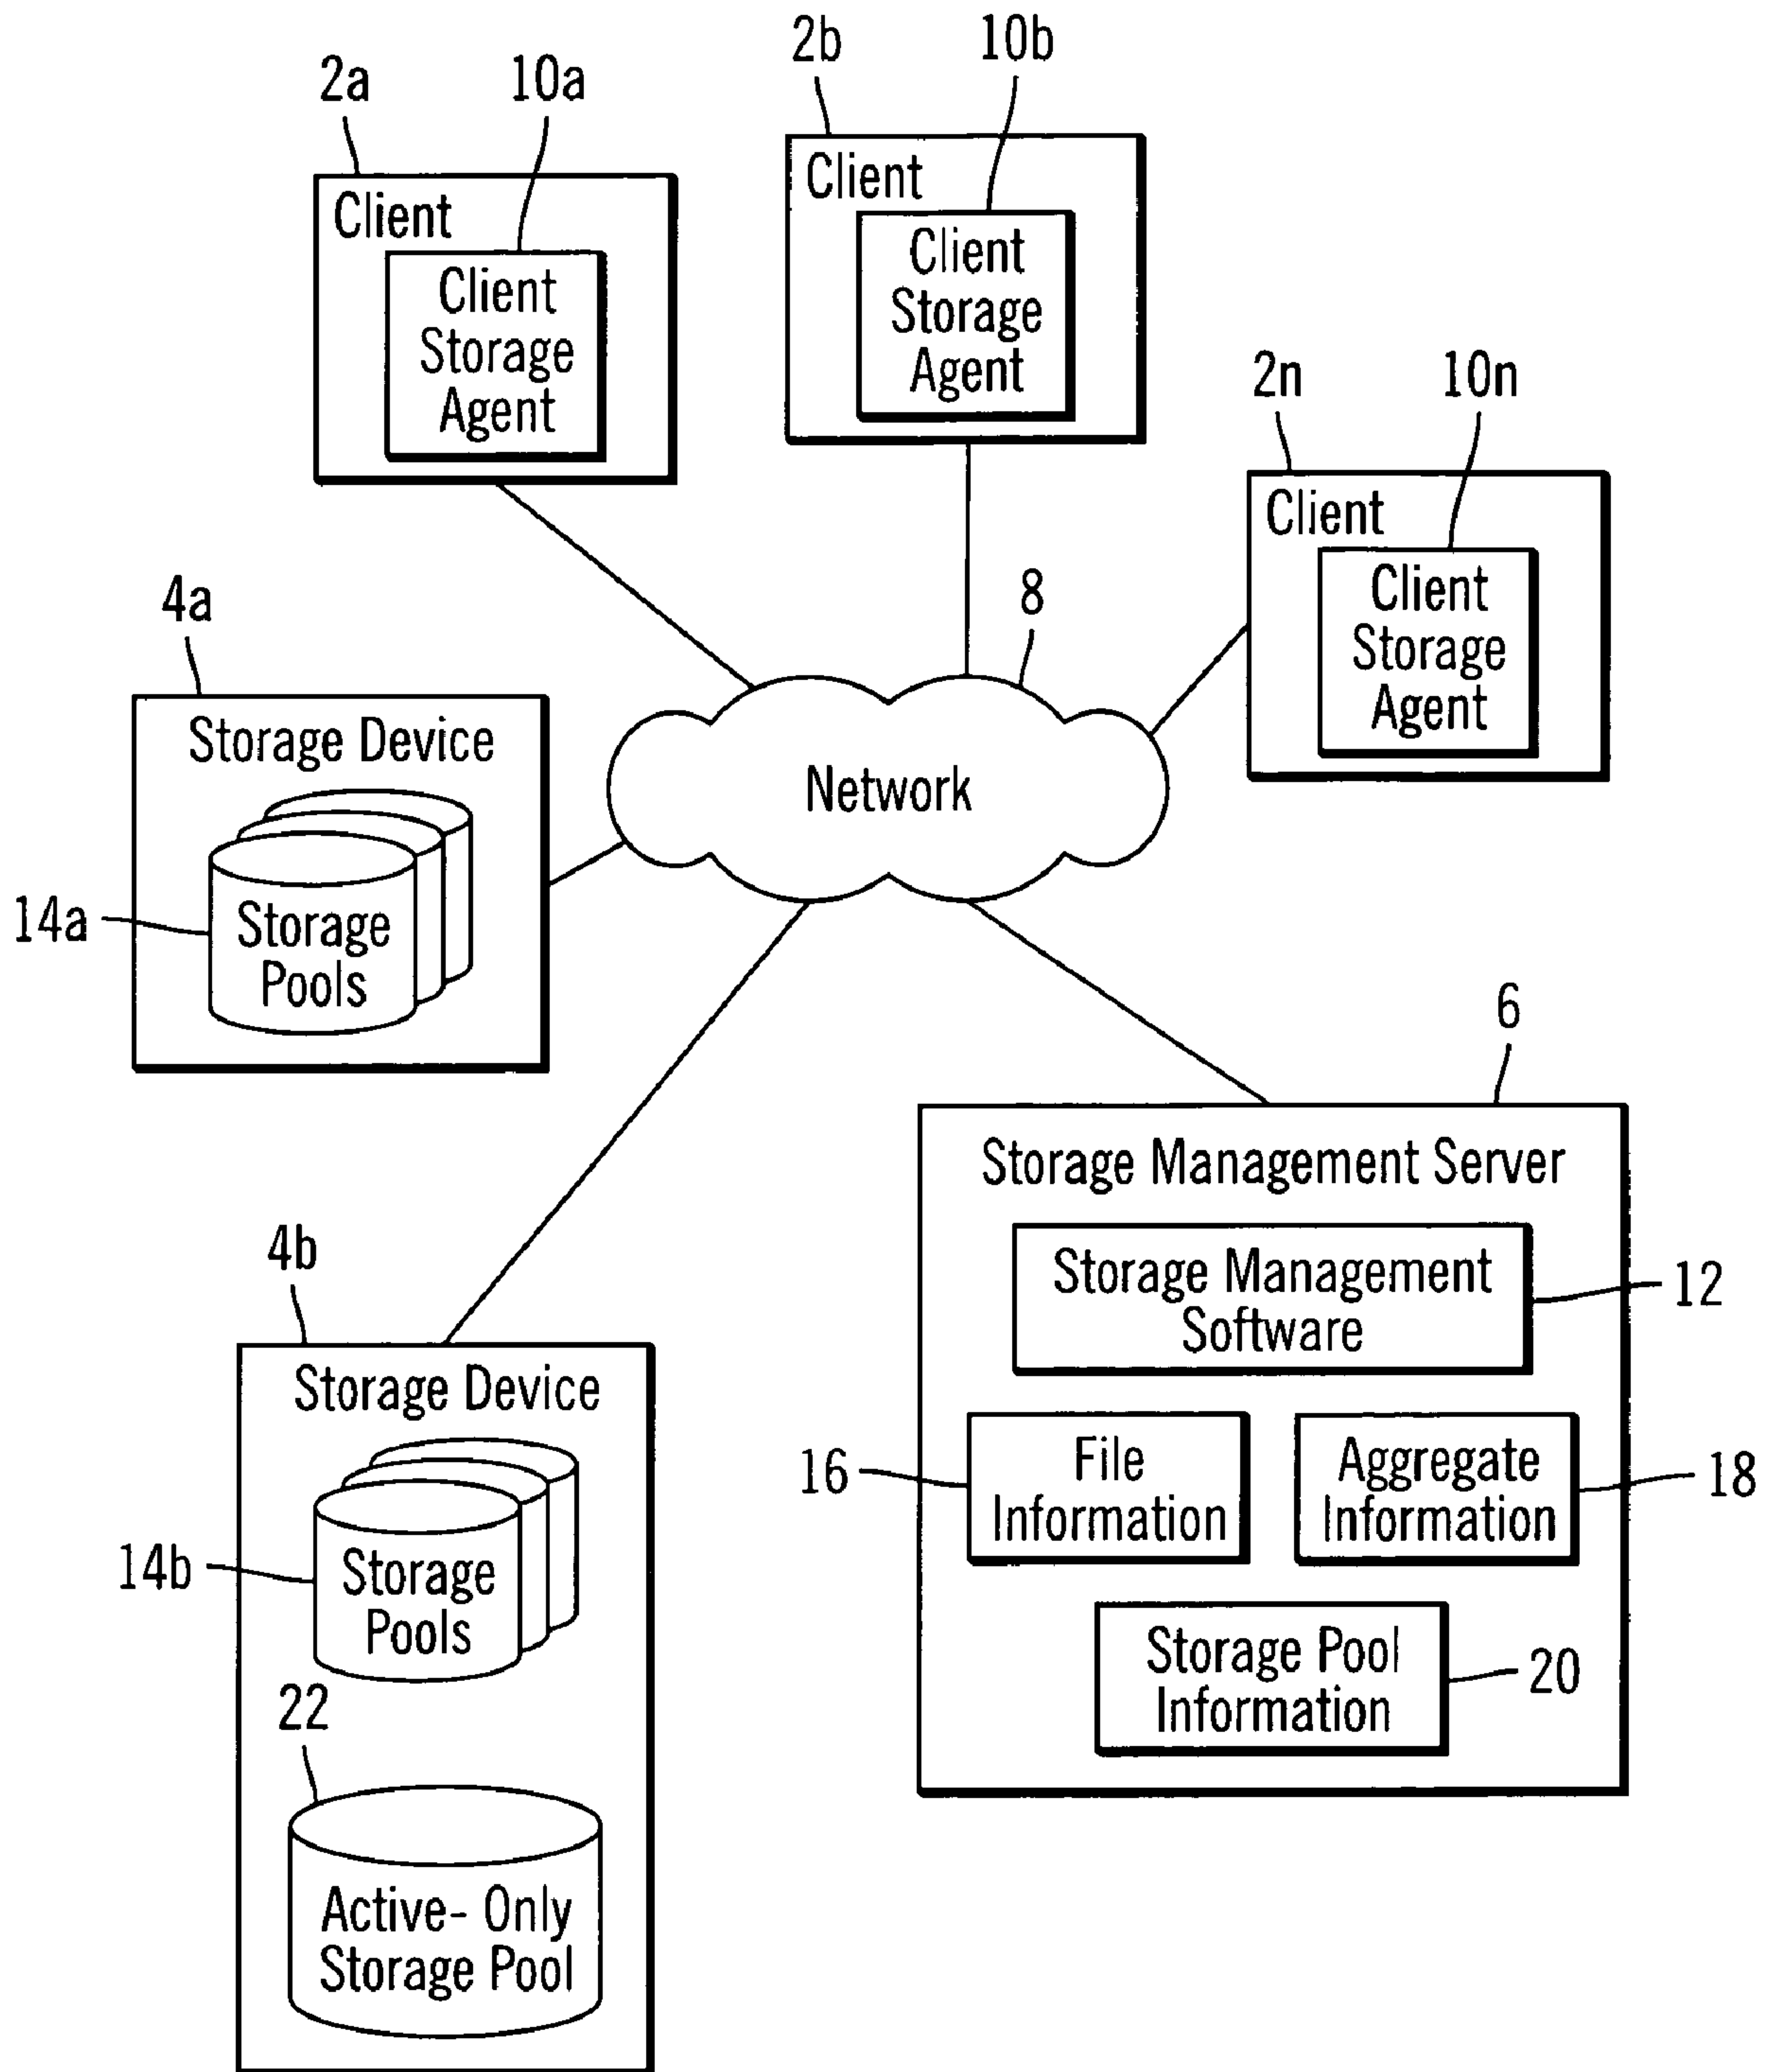 2b
10b
2a
10a
Client
Client
Storage
Agent
Client
Client
Storage
Agent
2n
10n
Client
Client
Storage
Agent
4a
8
Storage Device
Network
14a
Storage
Pools
6
Storage Management Server
Storage Management
Software
12
4b
Storage Device
16
File
Information
Aggregate
Information
18
14b
Storage
Pools
Storage Pool
Information
20
22
Active- Only
Storage Pool